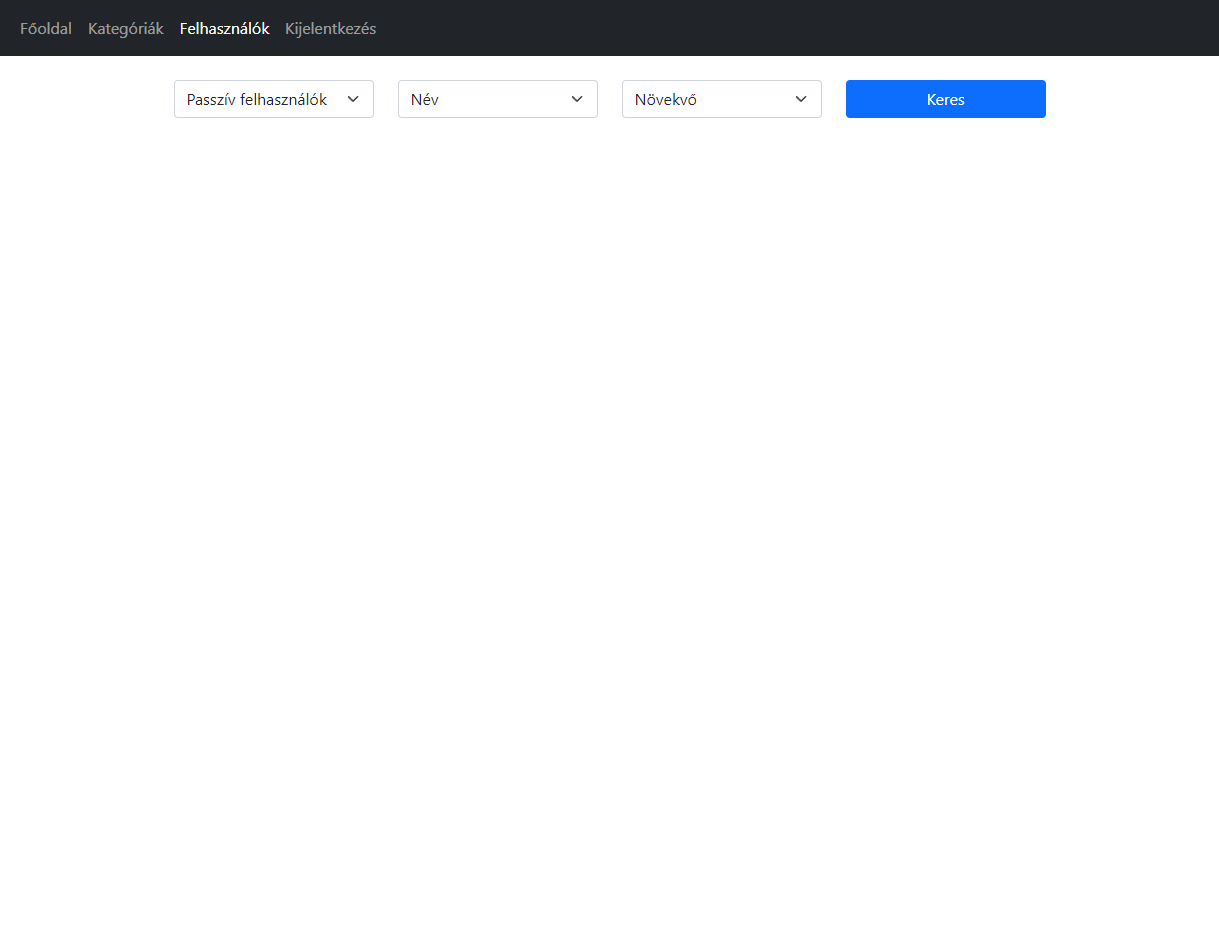 Főoldal Kategóriák Felhasználók Kijelentkezés
Passzív felhasználók Név Növekvő Keres